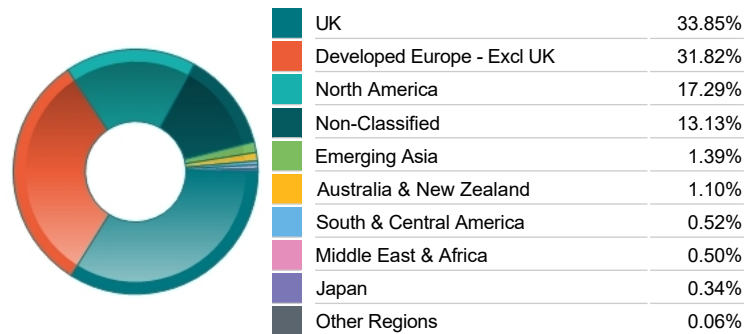 UK 33.85%
Developed Europe - Excl UK 31.82%
North America 17.29%
Non-Classified 13.13%
Emerging Asia 1.39%
Australia & New Zealand 1.10%
South & Central America 0.52%
Middle East & Africa 0.50%
Japan 0.34%
Other Regions 0.06%